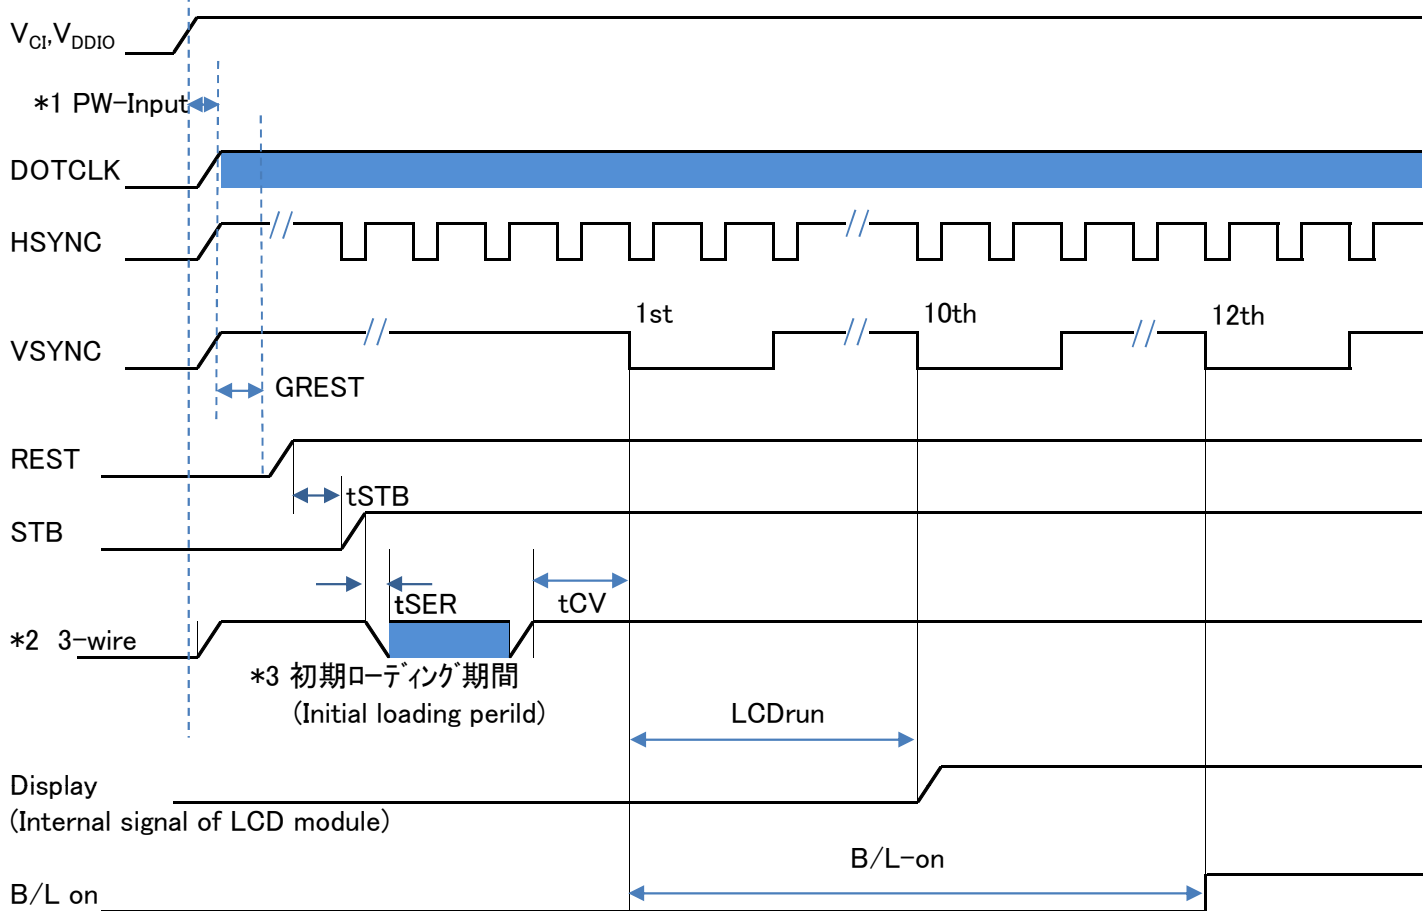 VCI,VDDIO
*1 PW-Input
DOTCLK
HSYNC
1st 10th 12th
VSYNC
GREST
REST
tSTB
STB
tSER tCV
*2 3-wire
*3 初期ローディング期間
(Initial loading perild)
LCDrun
Display
(Internal signal of LCD module)
B/L-on
B/L on